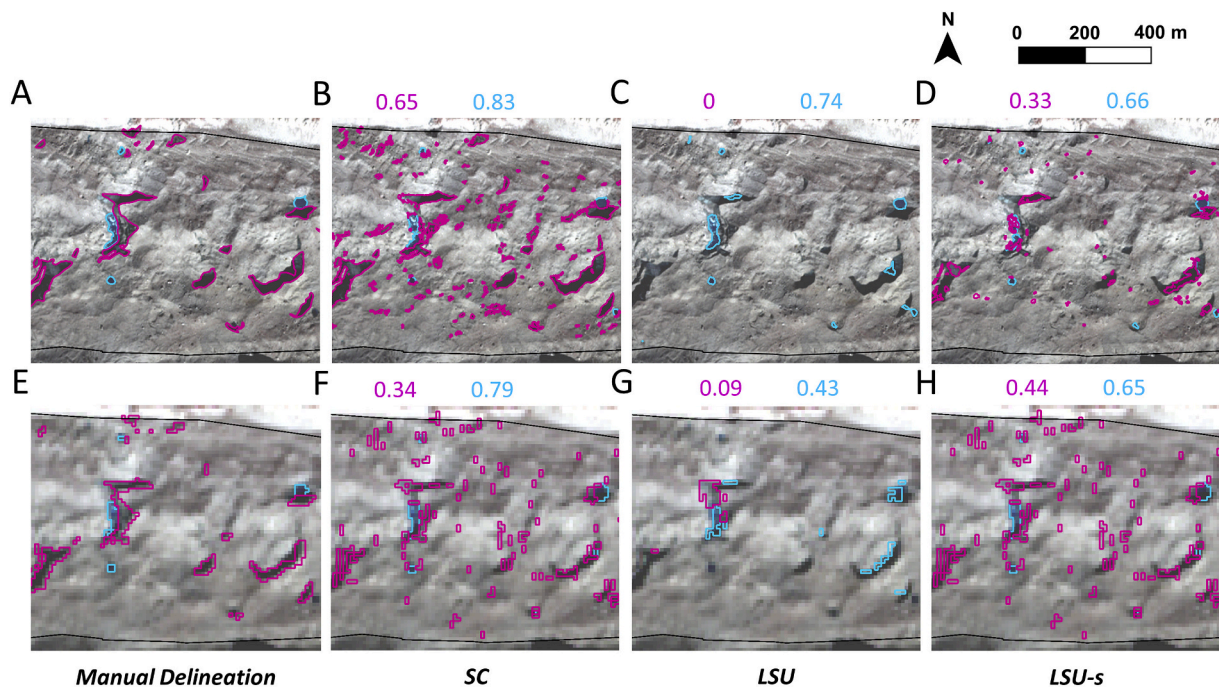 N
0 200 400 m
A B 0.65 0.83 C 0 0.74 D 0.33 0.66
E F 0.34 0.79 G 0.09 0.43 H 0.44 0.65
Manual Delineation SC LSU LSU-s